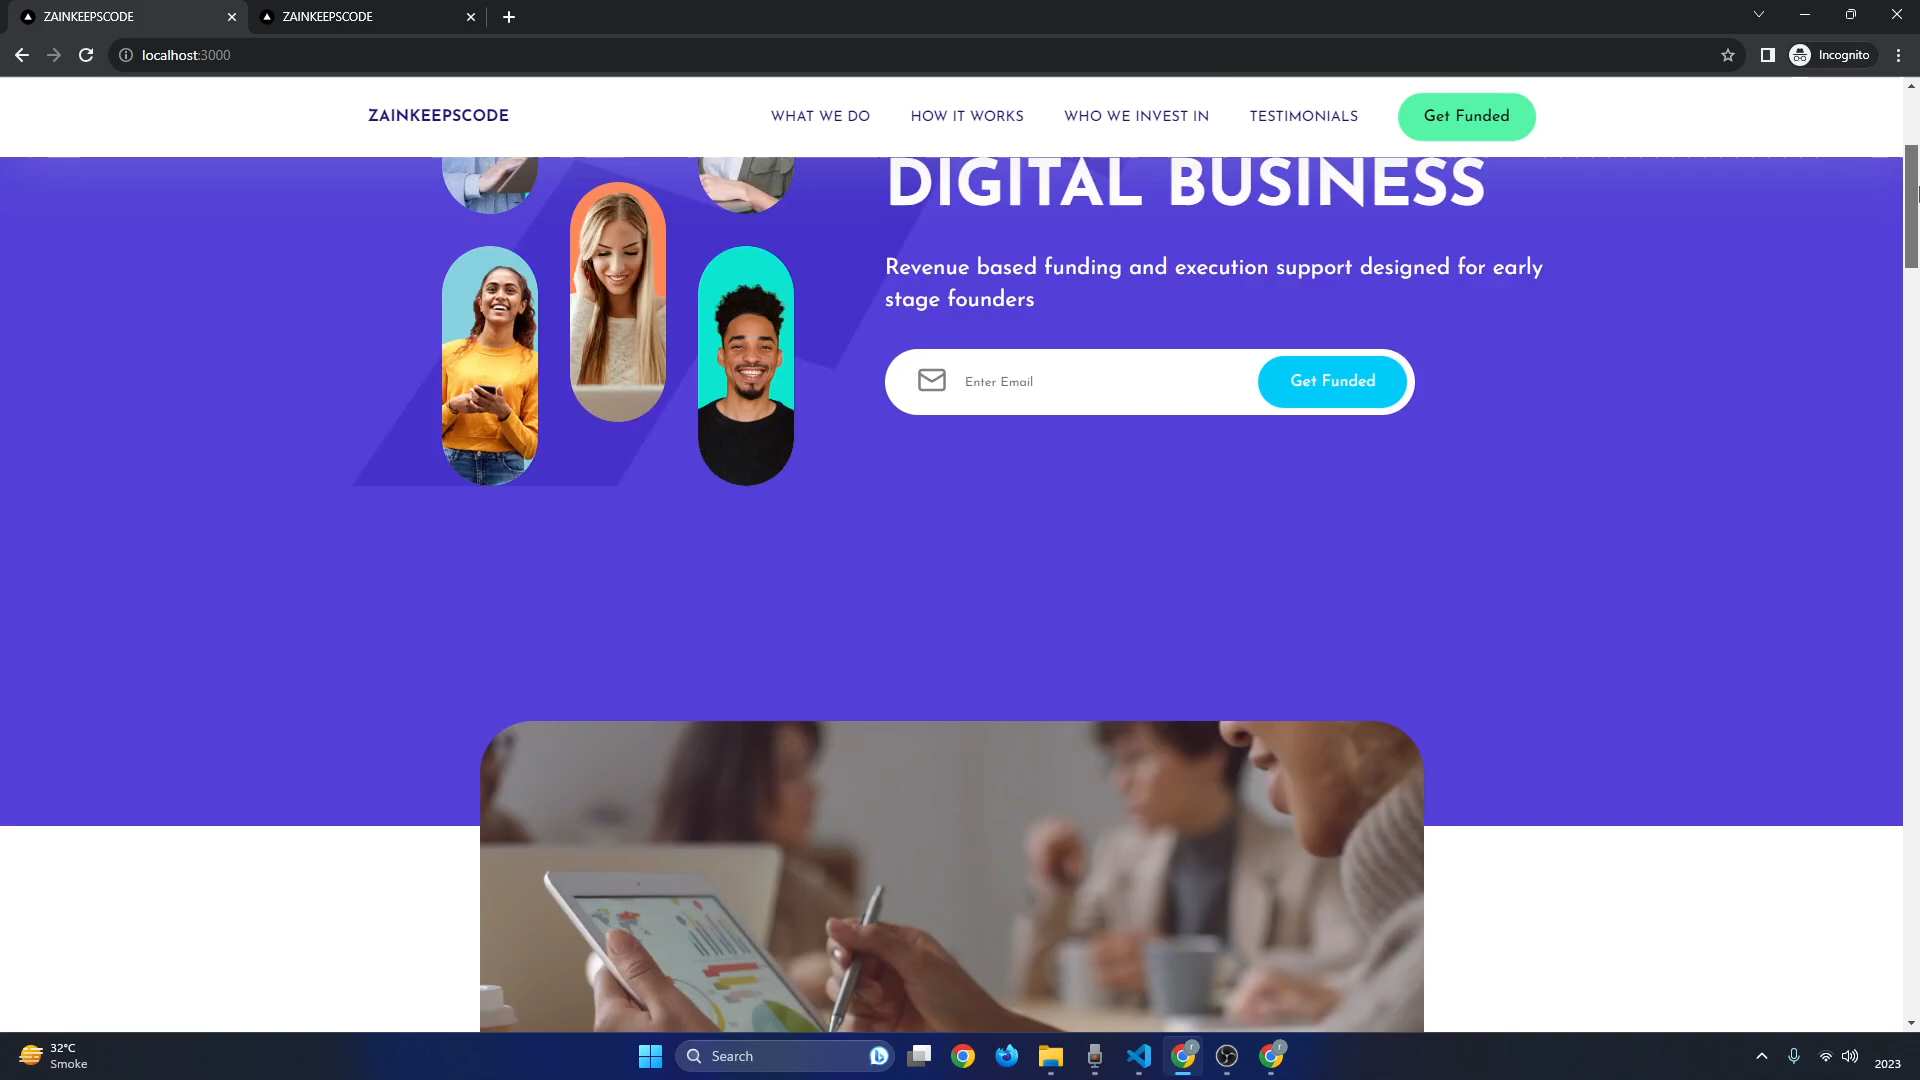 ZAINKEEPSCODE
ZAINKEEPSCODE
localhost:3000
Incognito
ZAINKEEPSCODE
WHAT WE DO
HOW IT WORKS
WHO WE INVEST IN
TESTIMONIALS
Get Funded
DIGITAL BUSINESS
Revenue based funding and execution support designed for early
stage founders
Enter Email
Get Funded
32°C
Smoke
Search
2023